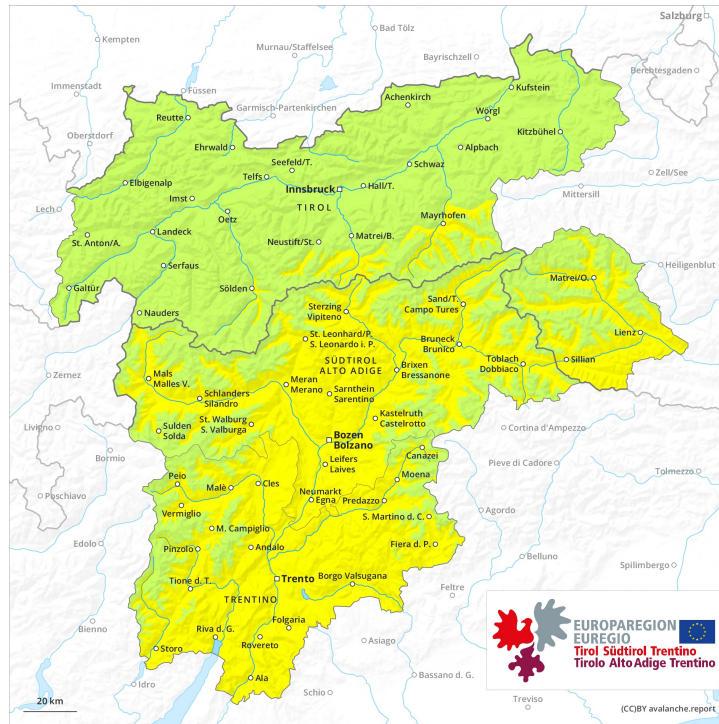 Salzburg
Kempten
Bad Tölz
Murnau/Staffelsee
Bayrischzell
Berchtesgaden
Immenstadt
Füssen
Garmisch-Partenkirchen
Achenkirch
Kufstein
Reutte
Wörgl
Oberstdorf
Ehrwald
Kitzbühel
Seefeld/T.
Alpbach
Telfs
Schwaz
Zell/See
Elbigenalp
Innsbruck
Hall/T.
Mittersill
Imst
TIROL
Lech
Oetz
Mayrhofen
Landeck
Neustift/St.
Matrei/B.
St. Anton/A.
Serfaus
Heiligenblut
Galtür
Sölden
Matrei/O.
Nauders
Sterzing
Vipiteno
Sand/T.
Campo Tures
St. Leonhard/P.
S. Leonardo i. P.
Lienz
Bruneck
Brunico
Toblach
Dobbiaco
Sillian
SÜDTIROL
ALTO ADIGE
Mals
Malles V.
Zernez
Meran
Merano
Brixen
Bressanone
Schlanders
Silandro
Sarnthein
Sarentino
St. Walburg
S. Valburga
Kastelruth
Castelrotto
Livigno
Sulden
Solda
Cortina d'Ampezzo
Bozen
Bolzano
Canazei
Bormio
Leifers
Laives
Pieve di Cadore
Moena
Tolmezzo
Peio
Malè
Cles
Poschiavo
Neumarkt
Egna
Predazzo
Vermiglio
Agordo
M. Campiglio
S. Martino d. C.
Edolo
Pinzolo
Andalo
Fiera d. P.
Belluno
Spilimbergo
Tione d. T.
Trento
Borgo Valsugana
Feltre
TRENTINO
Folgaria
Bienno
Riva d. G.
Rovereto
Asiago
Storo
Ala
Bassano d. G.
Idro
Schio
Treviso
EUROPAREGION
EUREGIO
Tirol Südtirol Trentino
Tirolo Alto Adige Trentino
20 km
(CC)BY avalanche.report